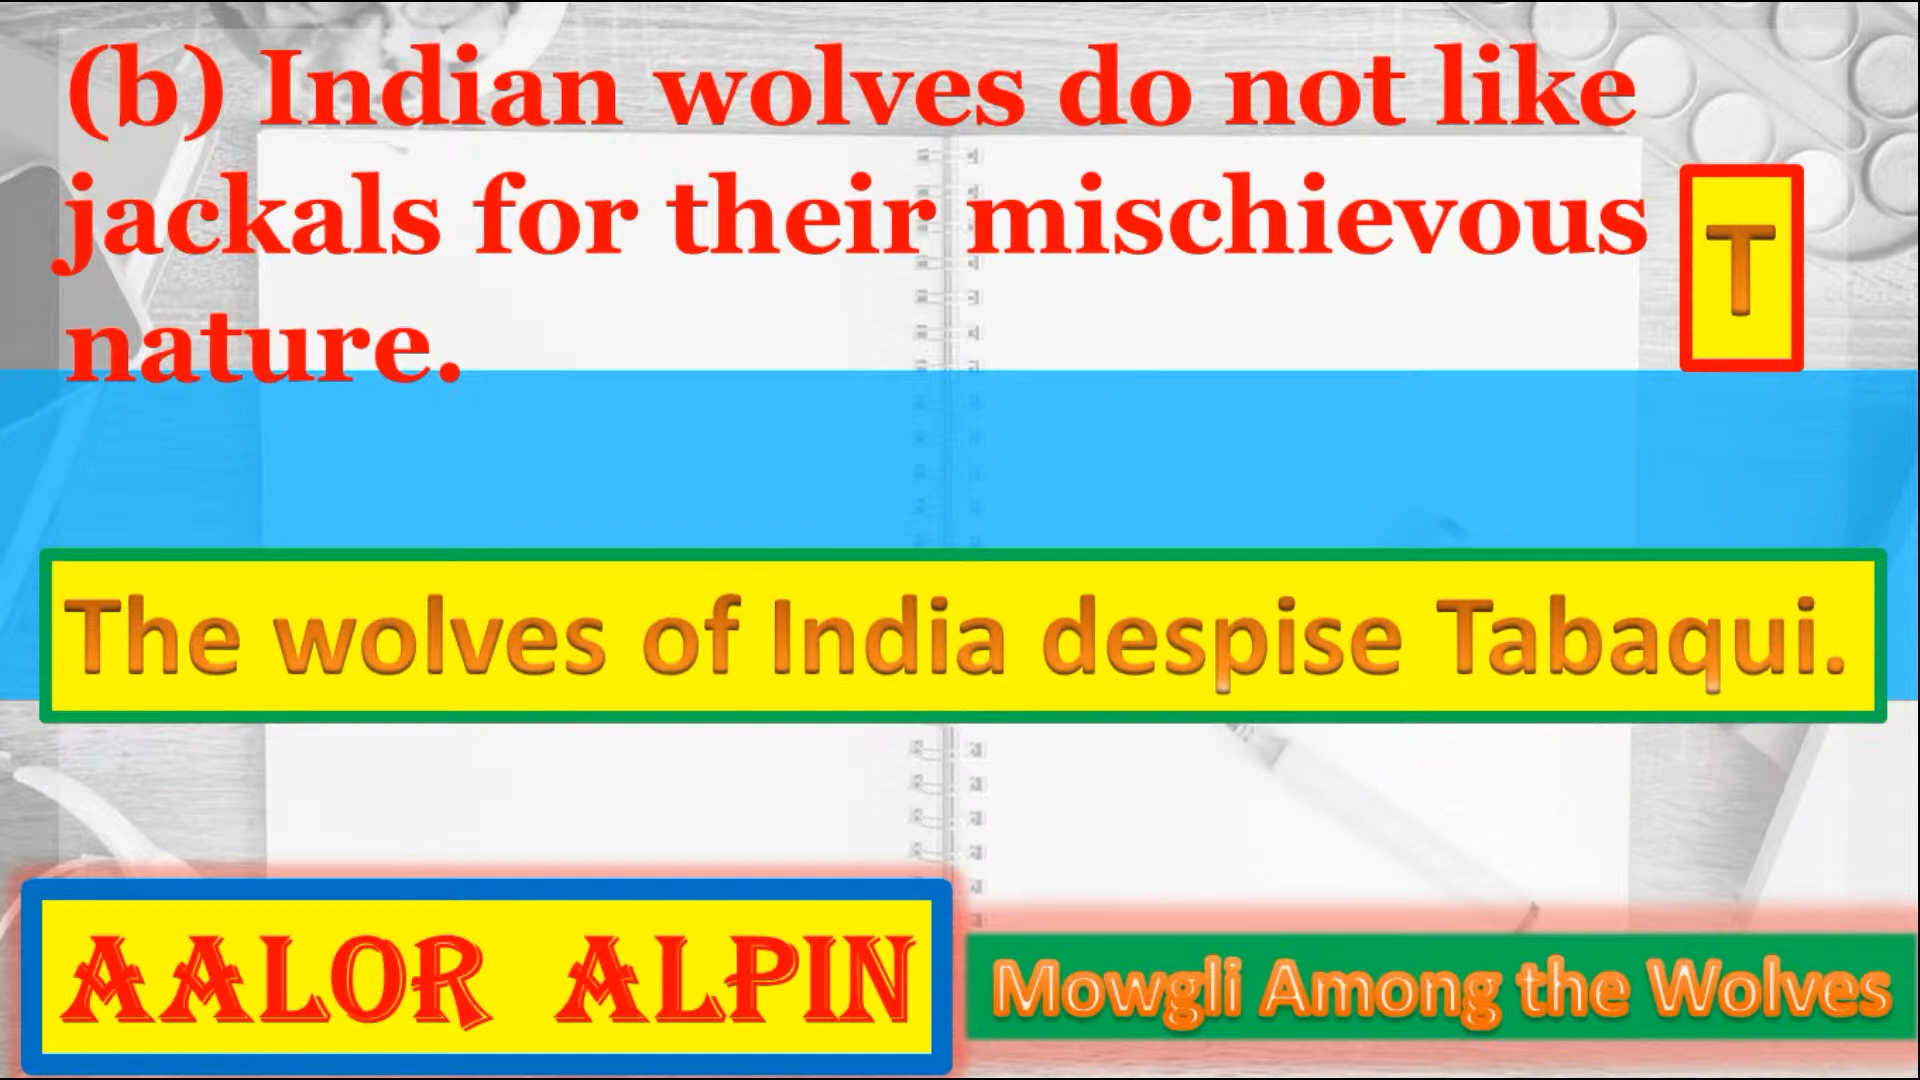 (b) Indian wolves do not like
jackals for their mischievous
nature.
T
The wolves of India despise Tabaqui.
AALOR ALPIN
Mowgli Among the Wolves